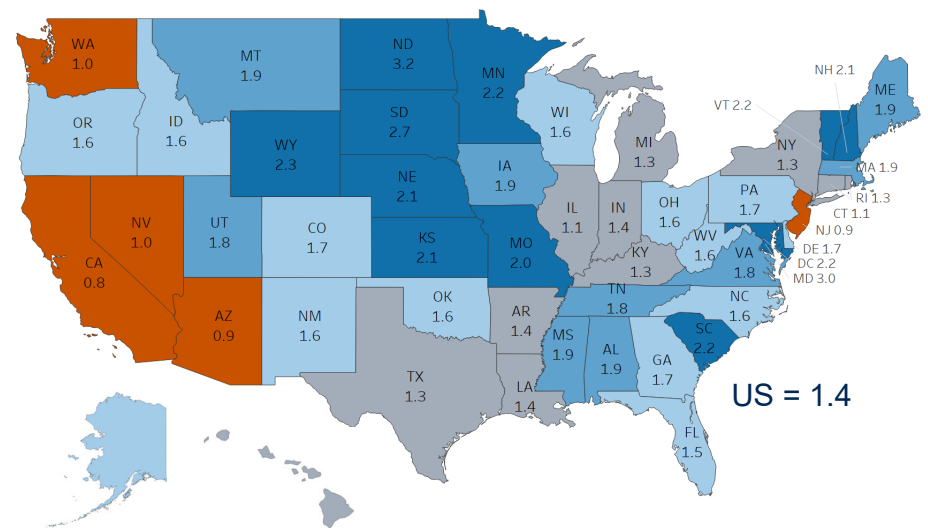 WA
1.0
MT
1.9
ND
3.2
MN
2.2
OR
1.6
ID
1.6
WY
2.3
SD
2.7
WI
1.6
MI
1.3
NY
1.3
VT 2.2
NH 2.1
ME
1.9
MA 1.9
RI 1.3
CT 1.1
NJ 0.9
DE 1.7
DC 2.2
MD 3.0
CA
0.8
NV
1.0
UT
1.8
CO
1.7
NE
2.1
IA
1.9
KS
2.1
MO
2.0
IL
1.1
IN
1.4
OH
1.6
PA
1.7
WV
1.6
VA
1.8
KY
1.3
AZ
0.9
NM
1.6
OK
1.6
AR
1.4
TN
1.8
NC
1.6
SC
2.2
MS
1.9
AL
1.9
GA
1.7
TX
1.3
LA
1.4
FL
1.5
US = 1.4